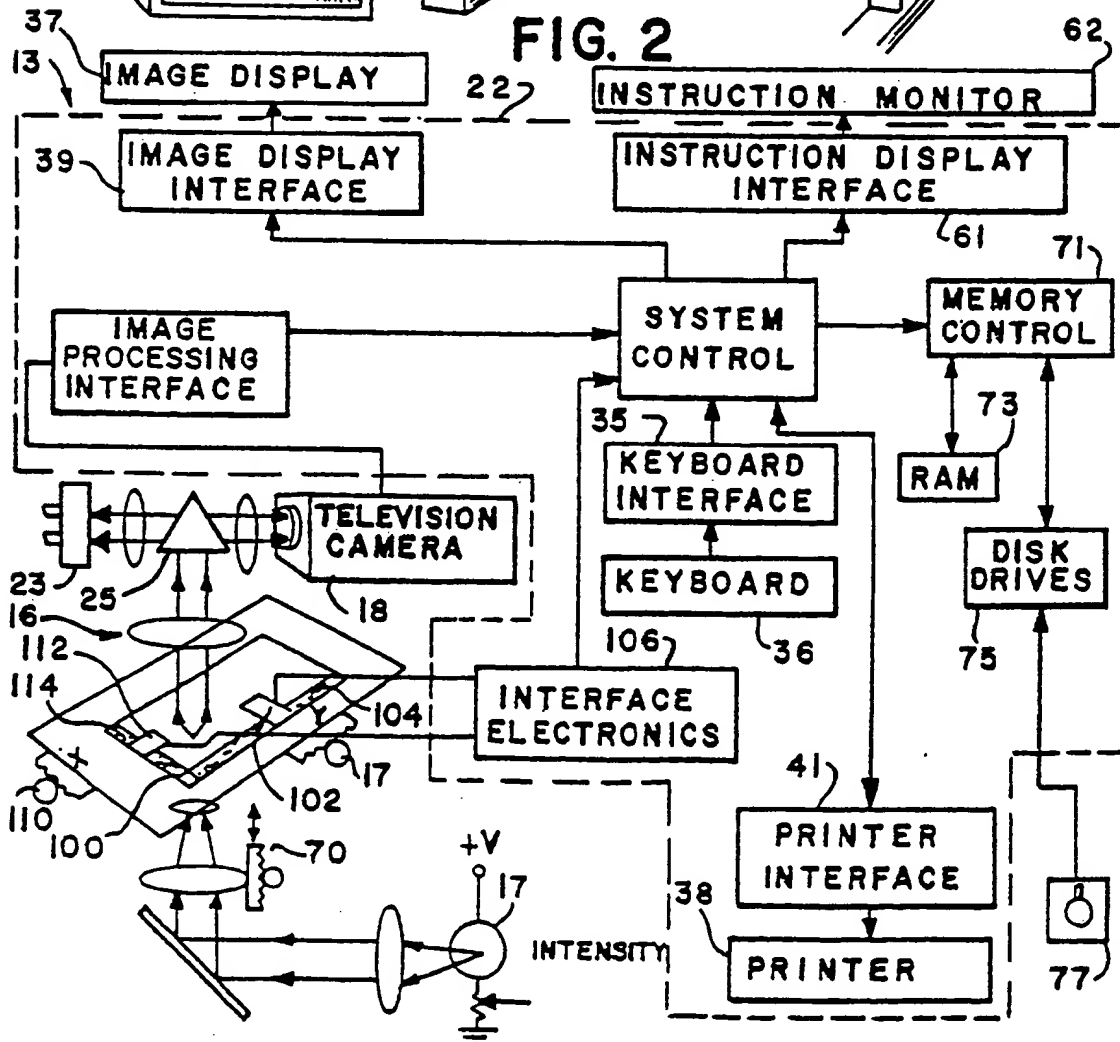 FIG. 2
37
13
IMAGE DISPLAY
22
62
INSTRUCTION MONITOR
39
IMAGE DISPLAY
INTERFACE
INSTRUCTION DISPLAY
INTERFACE
61
71
IMAGE
PROCESSING
INTERFACE
SYSTEM
CONTROL
MEMORY
CONTROL
73
RAM
35
KEYBOARD
INTERFACE
KEYBOARD
36
TELEVISION
CAMERA
18
23
25
DISK
DRIVES
75
16
112
114
106
INTERFACE
ELECTRONICS
104
Y
X
17
102
110
100
70
41
PRINTER
INTERFACE
+V
17
INTENSITY
38
PRINTER
77